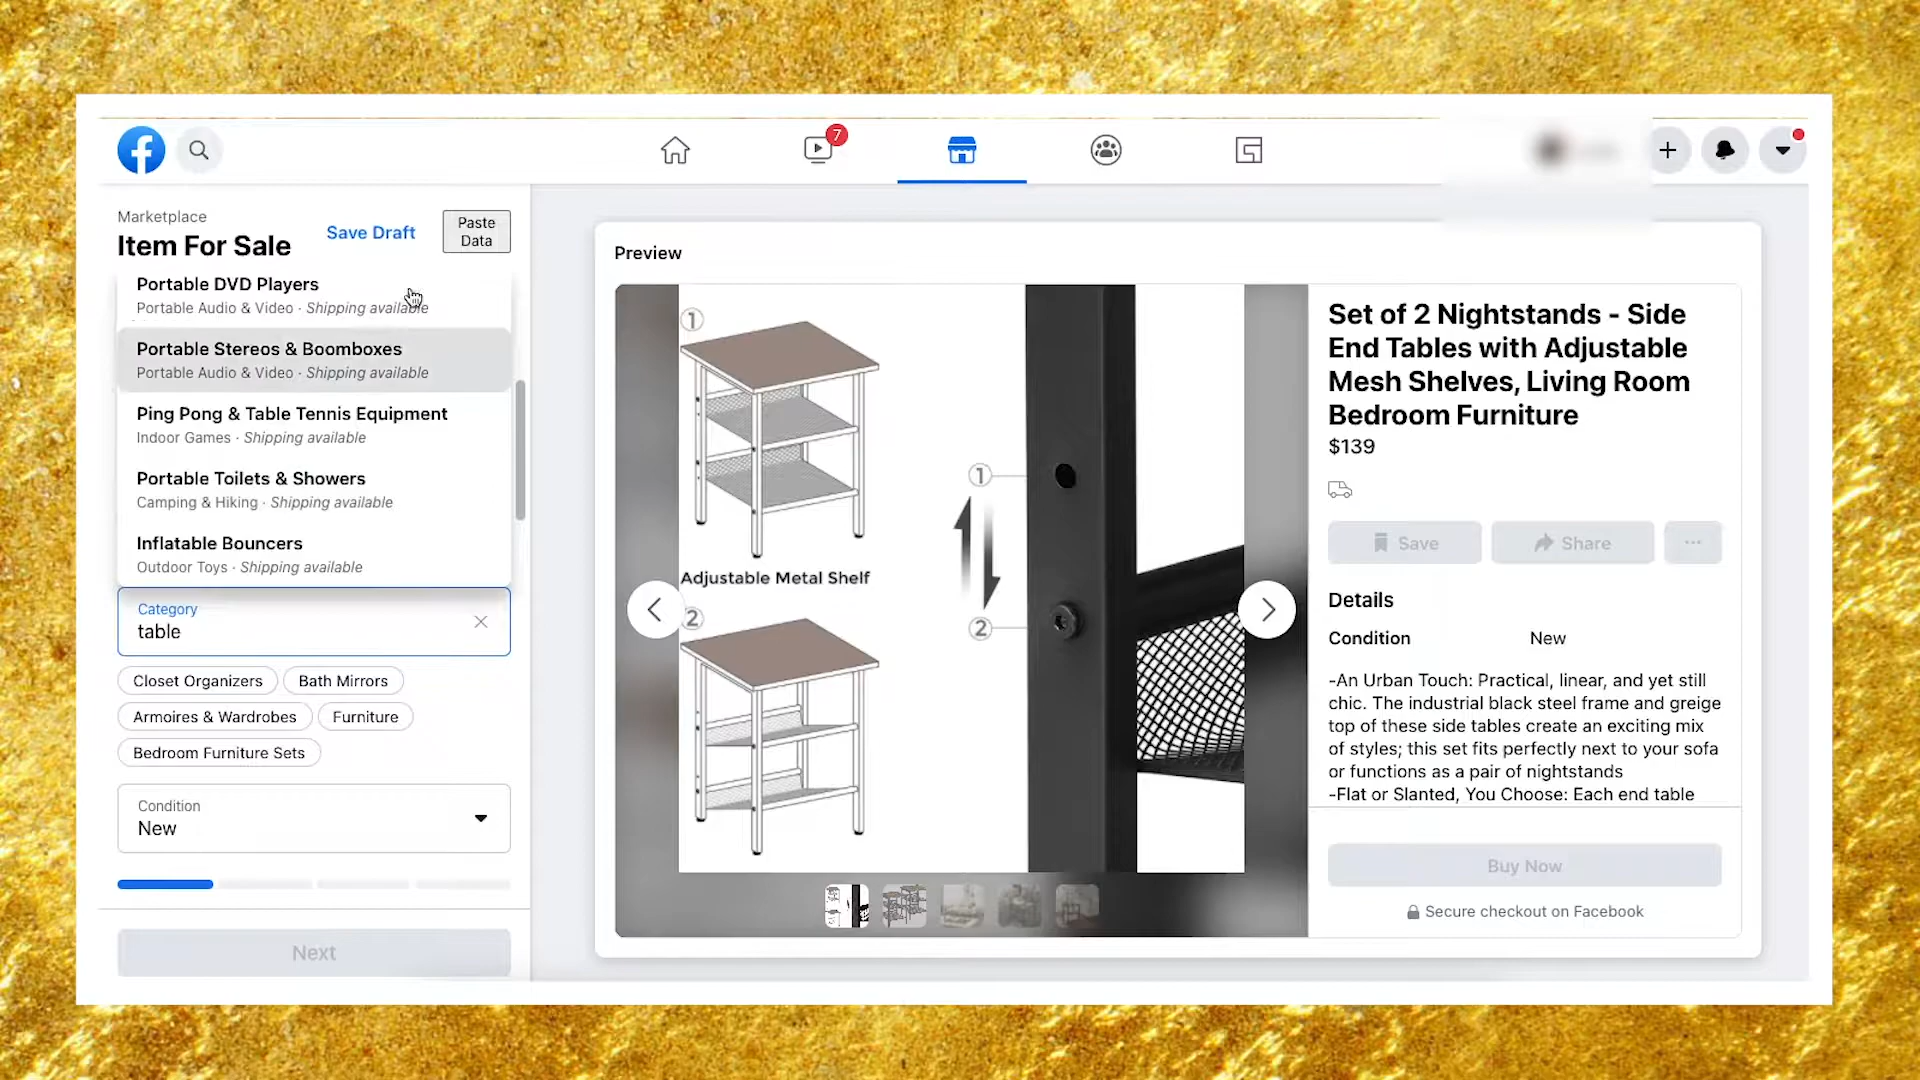 7
Marketplace
Item For Sale
Save Draft
Paste
Data
Portable DVD Players
Portable Audio & Video · Shipping available
Portable Stereos & Boomboxes
Portable Audio & Video · Shipping available
Ping Pong & Table Tennis Equipment
Indoor Games · Shipping available
Portable Toilets & Showers
Camping & Hiking · Shipping available
Inflatable Bouncers
Outdoor Toys · Shipping available
Category
table
Closet Organizers
Bath Mirrors
Armoires & Wardrobes
Furniture
Bedroom Furniture Sets
Condition
New
Next
Preview
1
Adjustable Metal Shelf
2
1
2
Set of 2 Nightstands - Side
End Tables with Adjustable
Mesh Shelves, Living Room
Bedroom Furniture
$139
Save
Share
Details
Condition New
-An Urban Touch: Practical, linear, and yet still
chic. The industrial black steel frame and greige
top of these side tables create an exciting mix
of styles; this set fits perfectly next to your sofa
or functions as a pair of nightstands
-Flat or Slanted, You Choose: Each end table
Buy Now
Secure checkout on Facebook